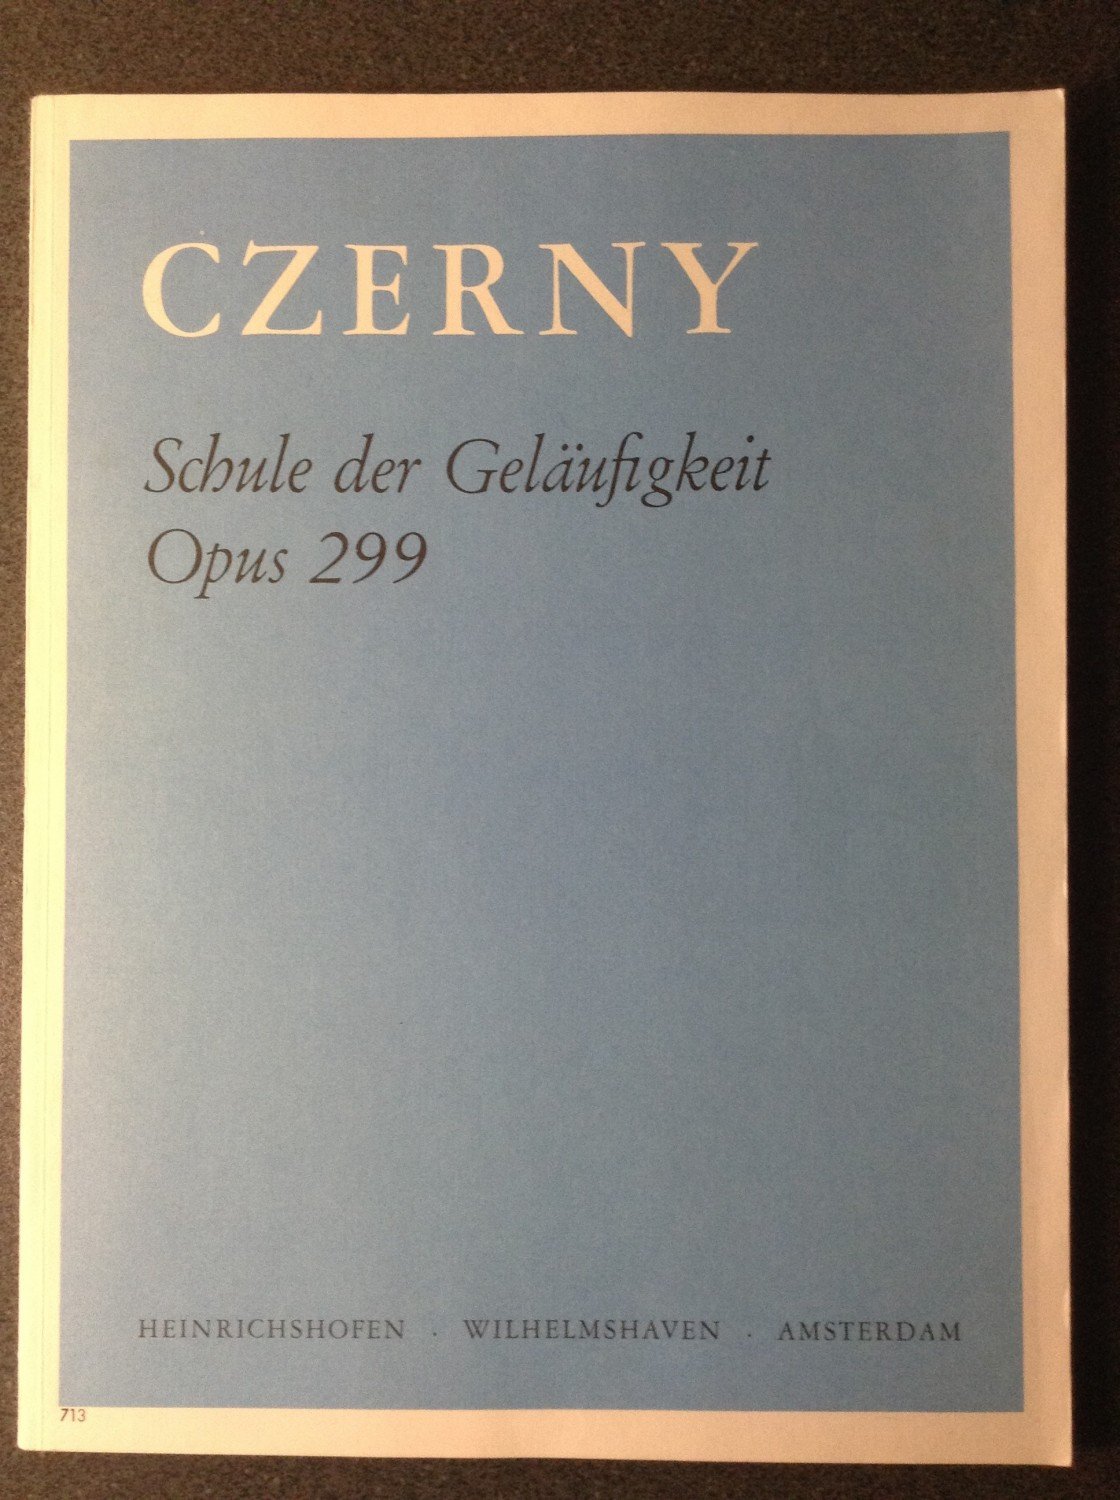 CZERNY
Schule der Geläufigkeit
Opus 299
HEINRICHSHOFEN · WILHELMSHAVEN · AMSTERDAM
713